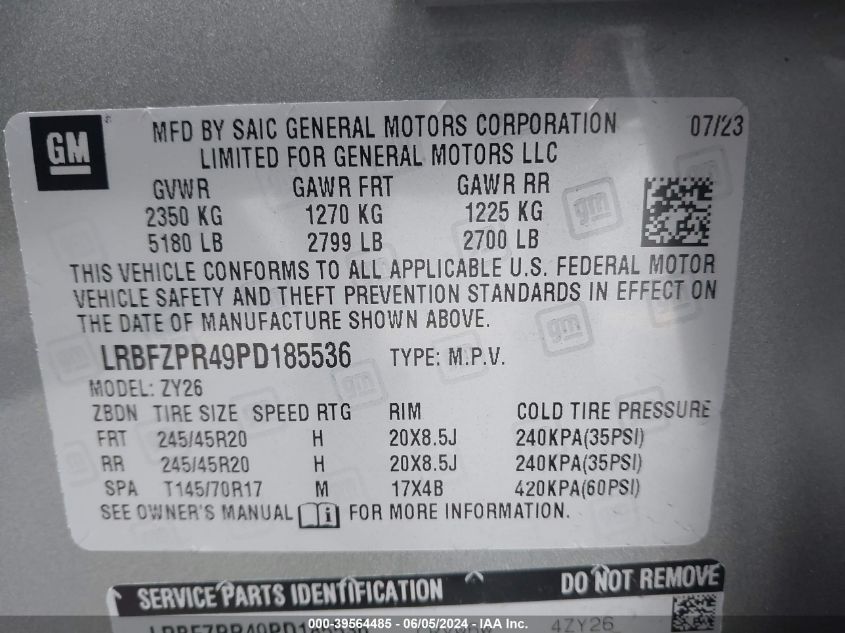 GM
MFD BY SAIC GENERAL MOTORS CORPORATION 07/23
LIMITED FOR GENERAL MOTORS LLC
GVWR GAWR FRT GAWR RR
2350 KG 1270 KG 1225 KG
5180 LB 2799 LB 2700 LB
THIS VEHICLE CONFORMS TO ALL APPLICABLE U.S. FEDERAL MOTOR
VEHICLE SAFETY AND THEFT PREVENTION STANDARDS IN EFFECT ON
THE DATE OF MANUFACTURE SHOWN ABOVE.
LRBFZPR49PD185536 TYPE: M.P.V.
MODEL: ZY26
ZBDN TIRE SIZE SPEED RTG RIM COLD TIRE PRESSURE
FRT 245/45R20 H 20X8.5J 240KPA(35PSI)
RR 245/45R20 H 20X8.5J 240KPA(35PSI)
SPA T145/70R17 M 17X4B 420KPA(60PSI)
SEE OWNER'S MANUAL i FOR MORE INFORMATION.
SERVICE PARTS IDENTIFICATION DO NOT REMOVE
LRBFZPR49PD185536 4ZY26
000-39564485 - 06/05/2024 - IAA Inc.